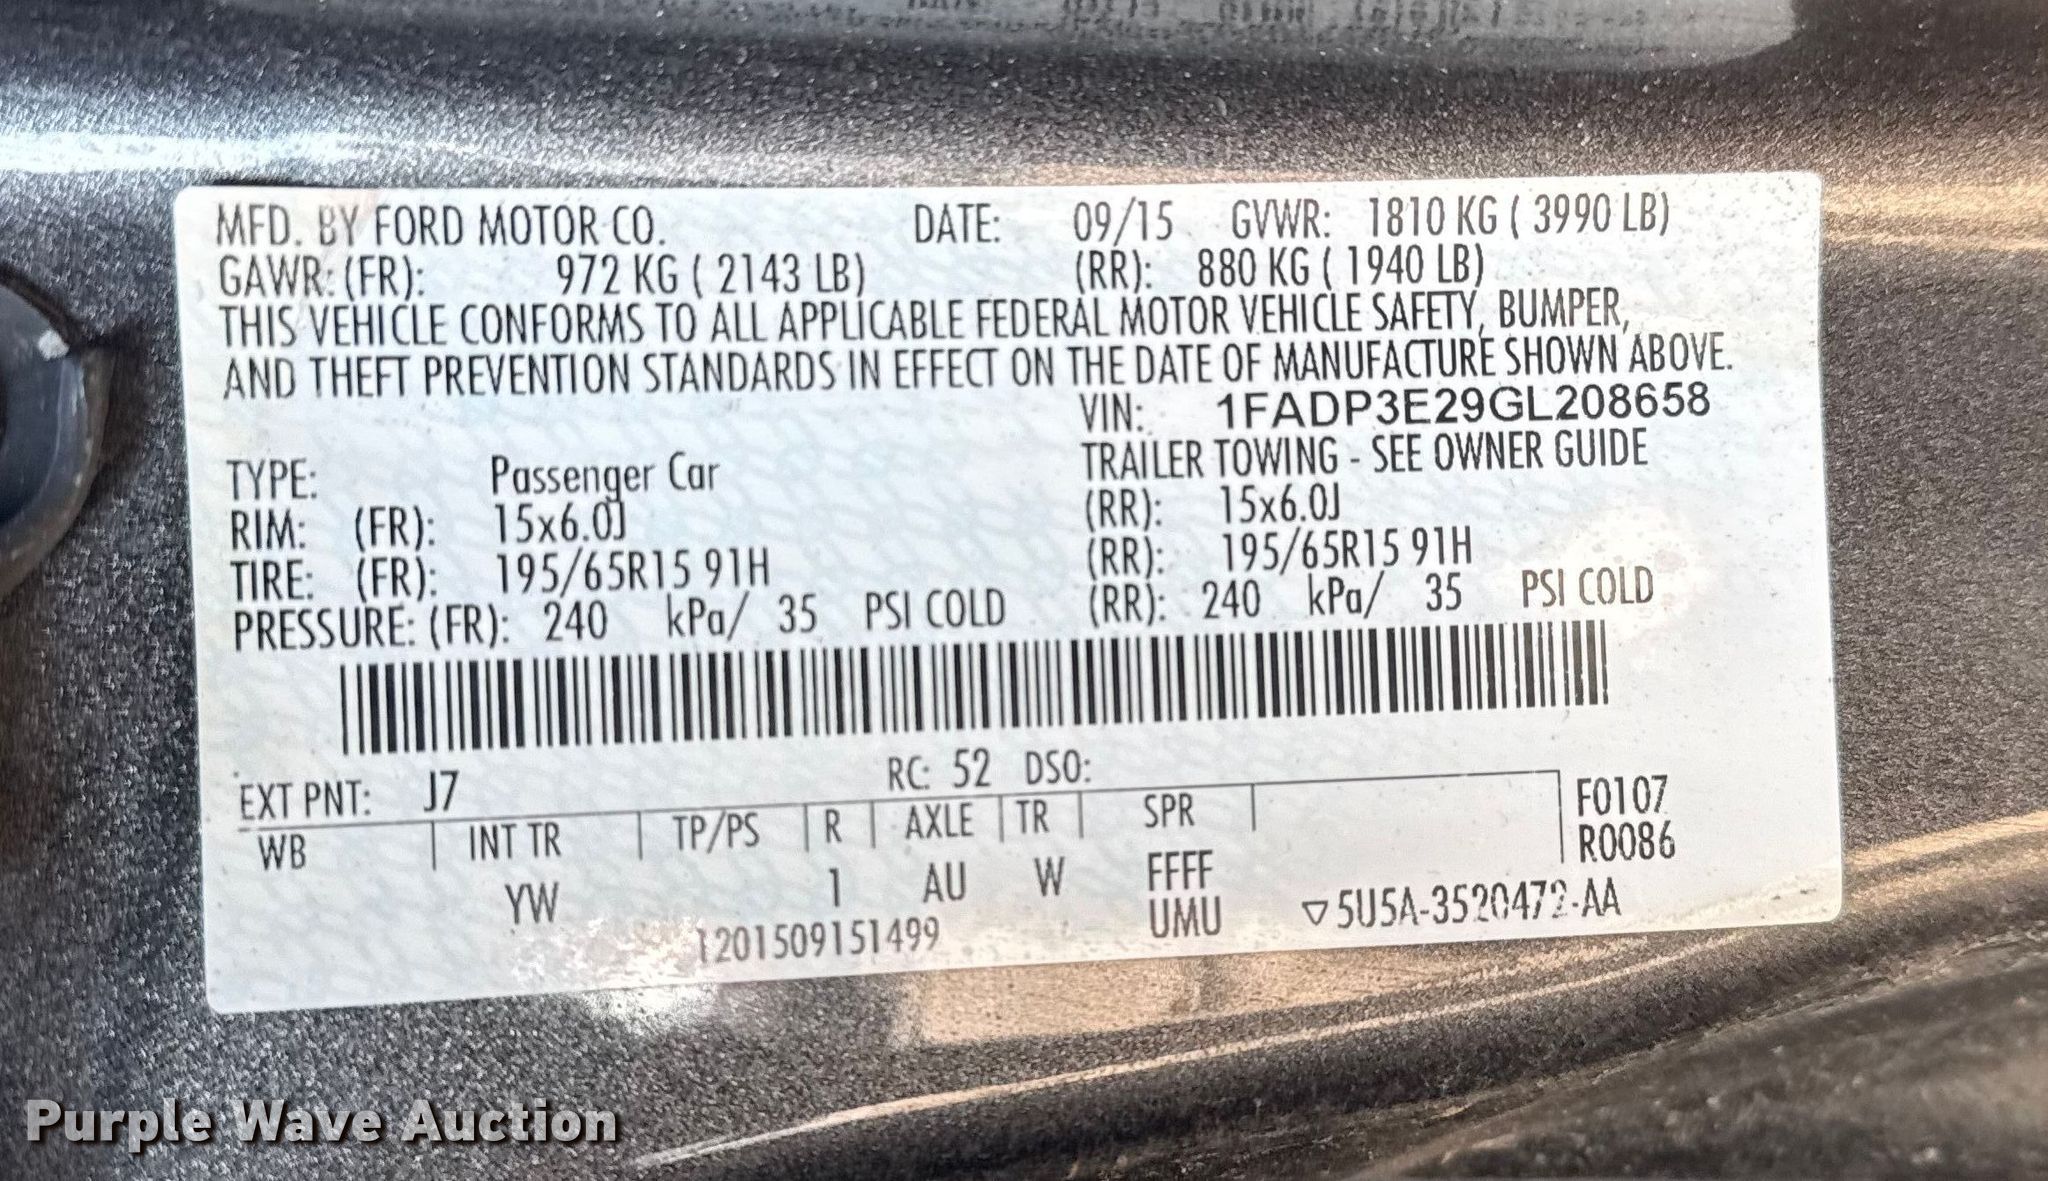 MFD. BY FORD MOTOR CO. DATE: 09/15 GVWR: 1810 KG ( 3990 LB)
GAWR: (FR): 972 KG ( 2143 LB) (RR): 880 KG ( 1940 LB)
THIS VEHICLE CONFORMS TO ALL APPLICABLE FEDERAL MOTOR VEHICLE SAFETY, BUMPER,
AND THEFT PREVENTION STANDARDS IN EFFECT ON THE DATE OF MANUFACTURE SHOWN ABOVE.
VIN: 1FADP3E29GL208658
TRAILER TOWING - SEE OWNER GUIDE
TYPE: Passenger Car
RIM: (FR): 15x6.0J (RR): 15x6.0J
TIRE: (FR): 195/65R15 91H (RR): 195/65R15 91H
PRESSURE: (FR): 240 kPa/ 35 PSI COLD (RR): 240 kPa/ 35 PSI COLD
EXT PNT: J7 RC: 52 DSO:
WB INT TR TP/PS R AXLE TR SPR F0107
R0086
YW 1 AU W FFFF
UMU ▽5U5A-3520472-AA
1201509151499
Purple Wave Auction